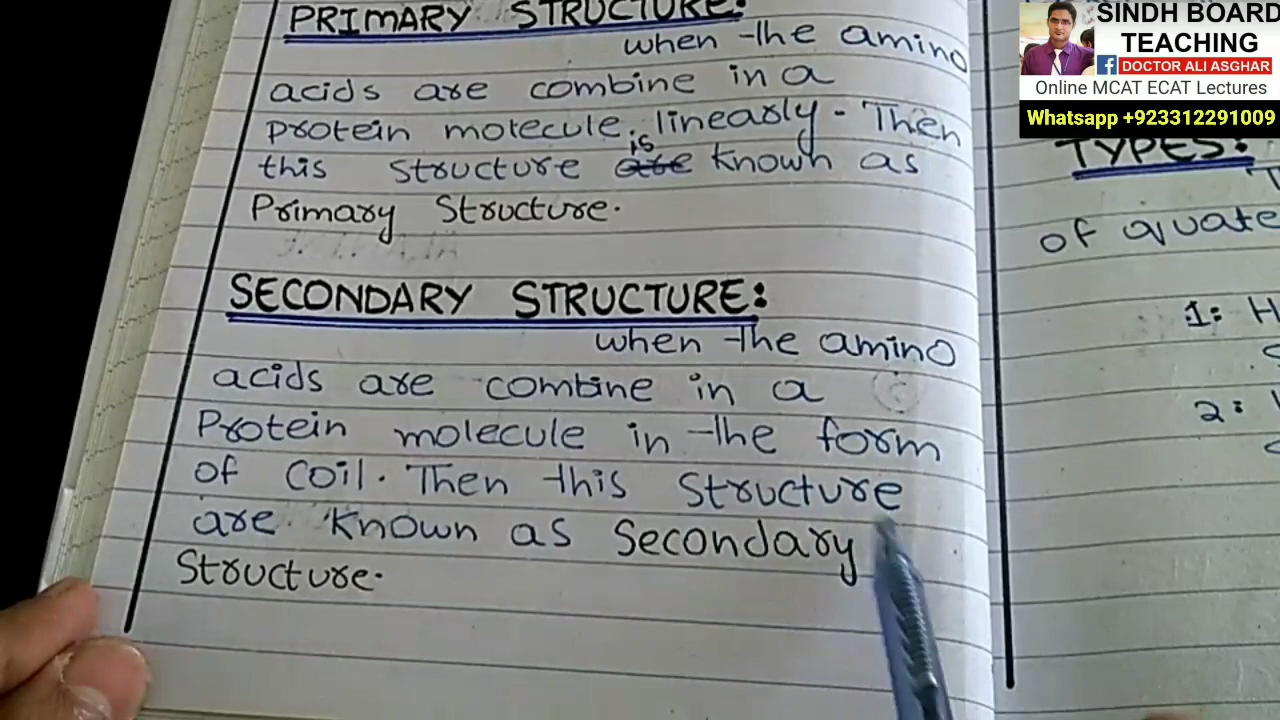 PRIMARY STRUCTURE:
when the amino
acids are combine in a
protein molecule linearly. Then
this structure is are known as
Primary Structure.
SECONDARY STRUCTURE:
when the amino
acids are combine in a
Protein molecule in the form
of coil. Then this structure
are known as Secondary
Structure.
SINDH BOARD
TEACHING
f DOCTOR ALI ASGHAR
Online MCAT ECAT Lectures
Whatsapp +923312291009
TYPES:
T
of quate
1: H
2: